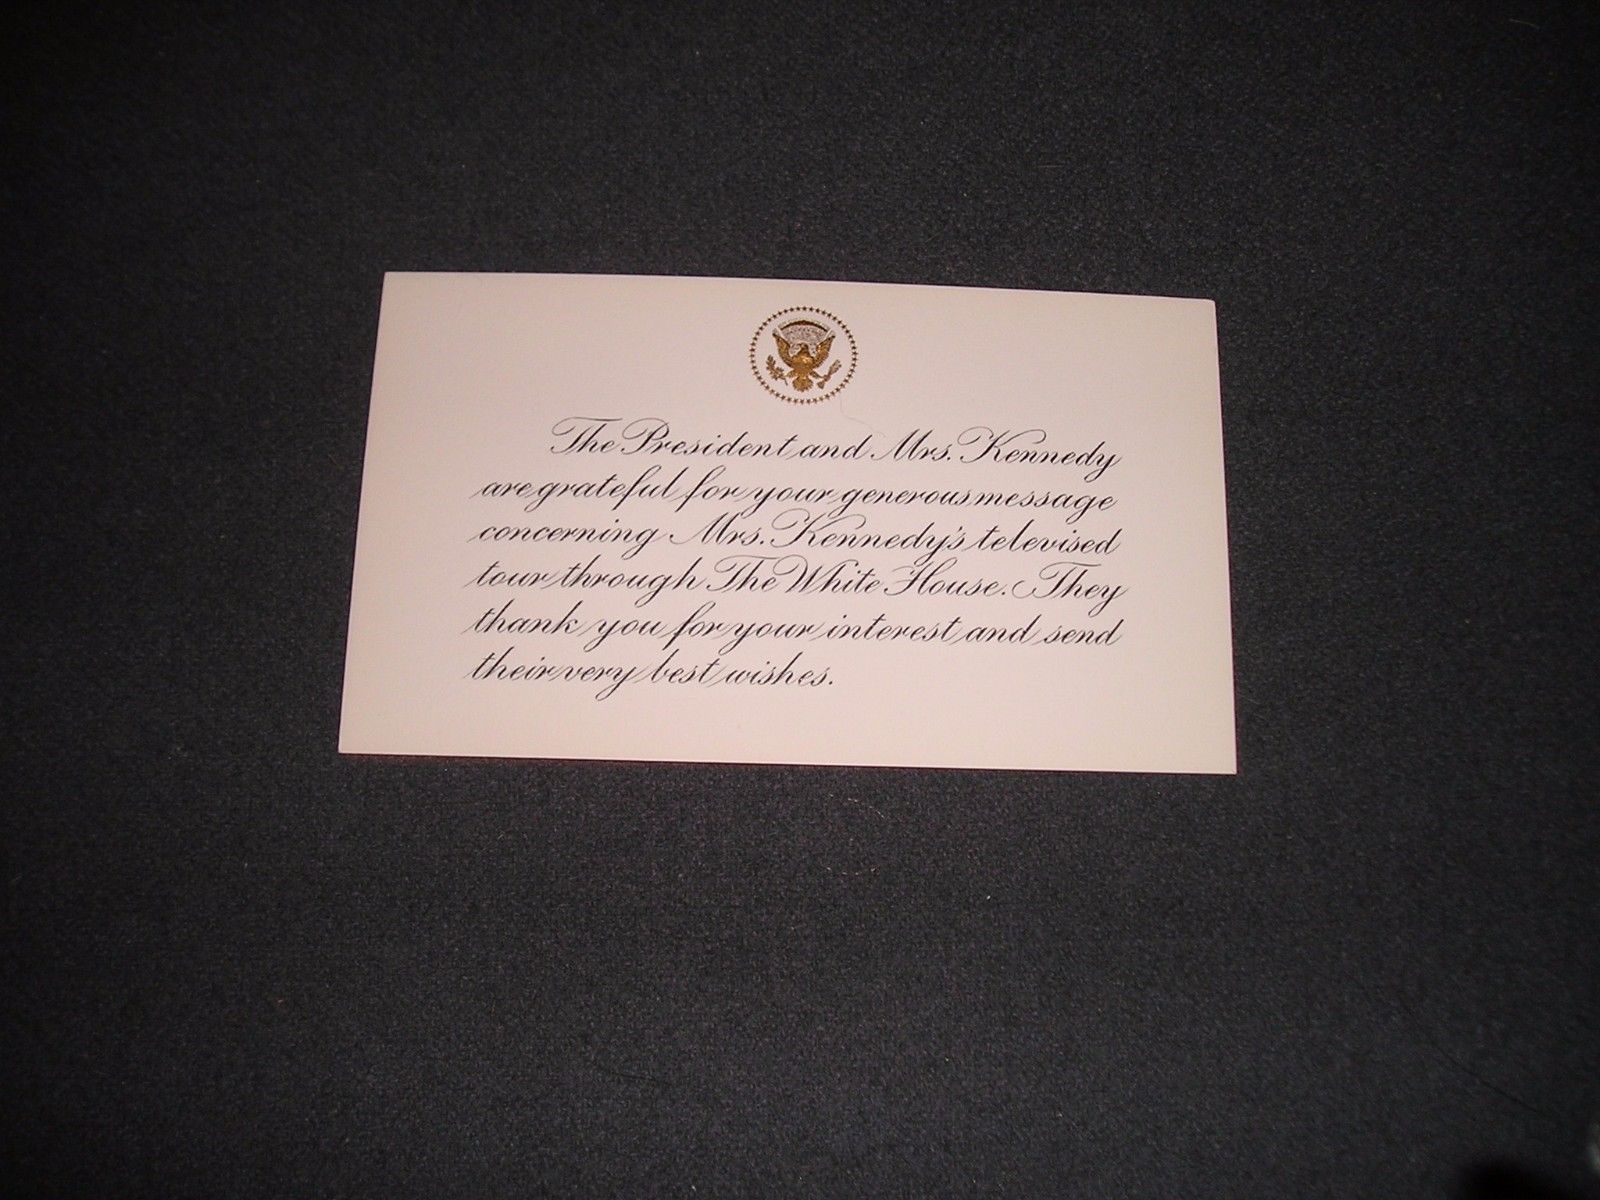 The President and Mrs. Kennedy
are grateful for your generous message
concerning Mrs. Kennedy's televised
tour through The White House. They
thank you for your interest and send
their very best wishes.